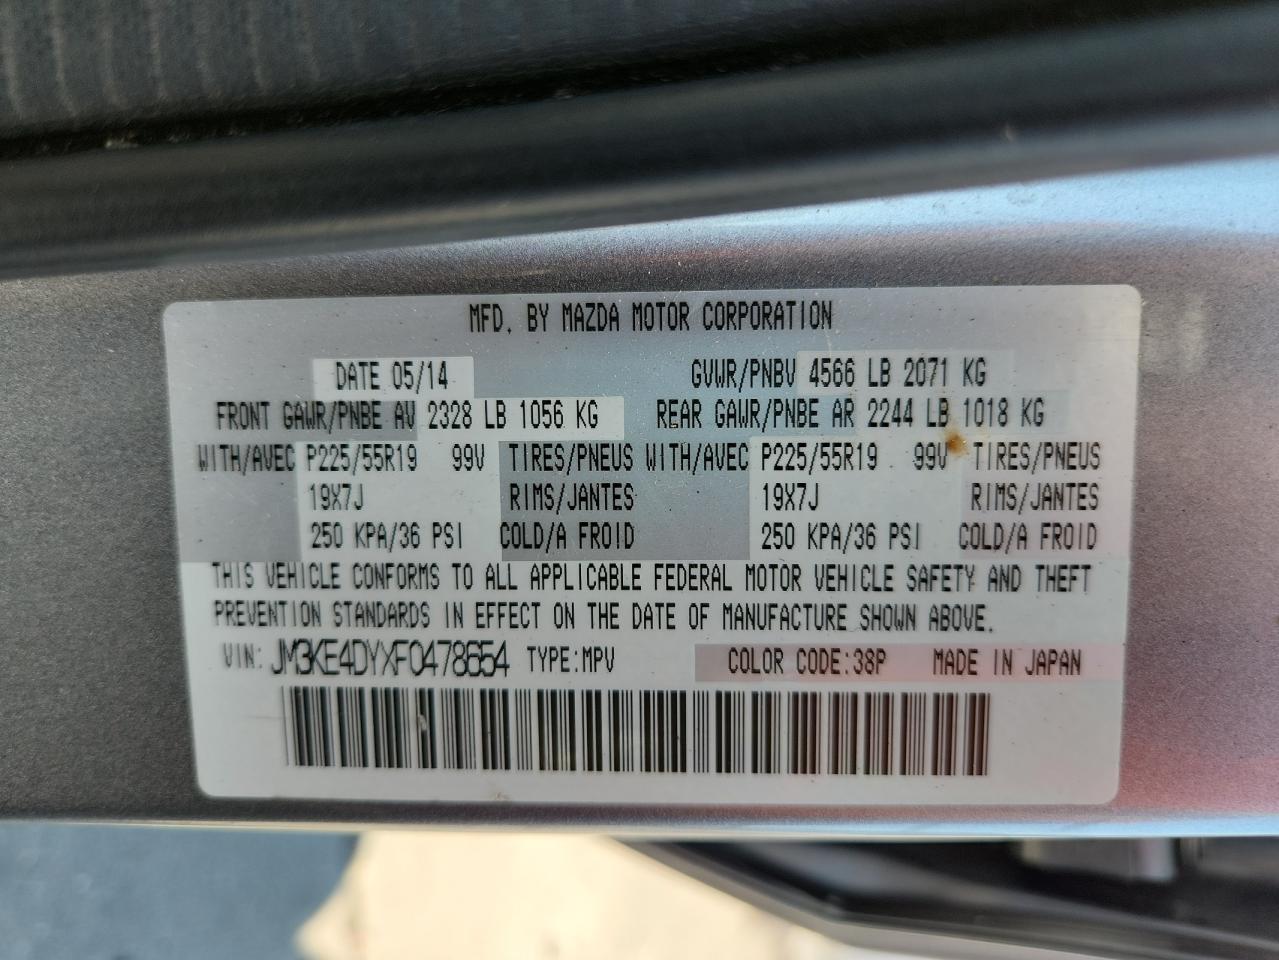 MFD. BY MAZDA MOTOR CORPORATION
DATE 05/14 GVWR/PNBV 4566 LB 2071 KG
FRONT GAWR/PNBE AV 2328 LB 1056 KG REAR GAWR/PNBE AR 2244 LB 1018 KG
WITH/AVEC P225/55R19 99V TIRES/PNEUS WITH/AVEC P225/55R19 99V TIRES/PNEUS
19X7J RIMS/JANTES 19X7J RIMS/JANTES
250 KPA/36 PSI COLD/A FROID 250 KPA/36 PSI COLD/A FROID
THIS VEHICLE CONFORMS TO ALL APPLICABLE FEDERAL MOTOR VEHICLE SAFETY AND THEFT
PREVENTION STANDARDS IN EFFECT ON THE DATE OF MANUFACTURE SHOWN ABOVE.
VIN: JM3KE4DYXF0478654 TYPE:MPV COLOR CODE:38P MADE IN JAPAN